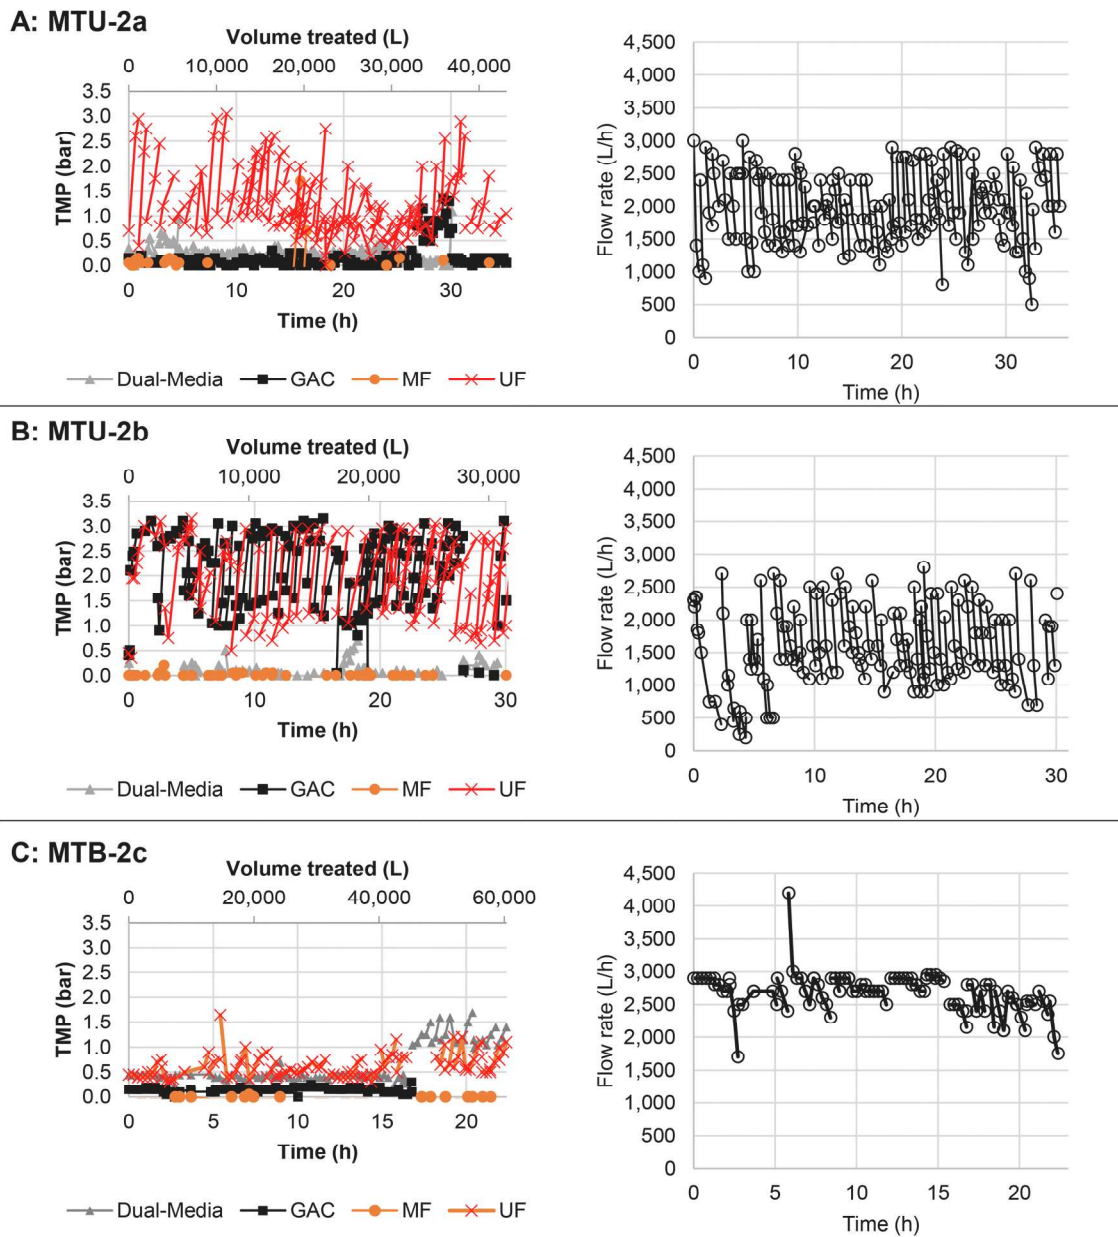 A: MTU-2a
Volume treated (L)
0 10,000 20,000 30,000 40,000
3.5
3.0
2.5
2.0
1.5
1.0
0.5
0.0
TMP (bar)
0 10 20 30
Time (h)
Dual-Media GAC MF UF
4,500
4,000
3,500
3,000
2,500
2,000
1,500
1,000
500
0
Flow rate (L/h)
0 10 20 30
Time (h)
B: MTU-2b
Volume treated (L)
0 10,000 20,000 30,000
3.5
3.0
2.5
2.0
1.5
1.0
0.5
0.0
TMP (bar)
0 10 20 30
Time (h)
Dual-Media GAC MF UF
4,500
4,000
3,500
3,000
2,500
2,000
1,500
1,000
500
0
Flow rate (L/h)
0 10 20 30
Time (h)
C: MTB-2c
Volume treated (L)
0 20,000 40,000 60,000
3.5
3.0
2.5
2.0
1.5
1.0
0.5
0.0
TMP (bar)
0 5 10 15 20
Time (h)
Dual-Media GAC MF UF
4,500
4,000
3,500
3,000
2,500
2,000
1,500
1,000
500
0
Flow rate (L/h)
0 5 10 15 20
Time (h)